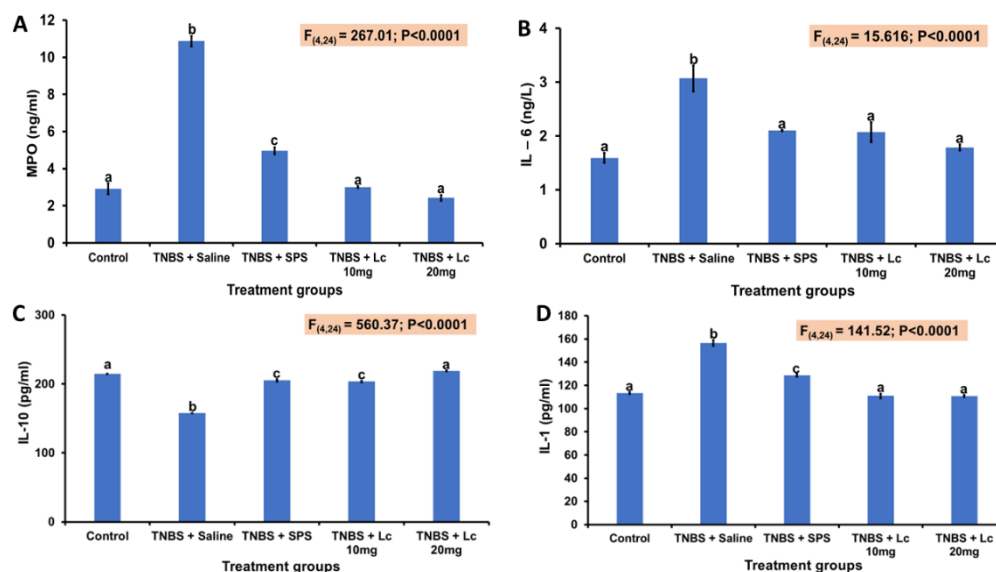 A
F(4,24) = 267.01; P<0.0001
MPO (ng/ml)
12
10
8
6
4
2
0
a
b
c
a
a
Control
TNBS + Saline
TNBS + SPS
TNBS + Lc 10mg
TNBS + Lc 20mg
Treatment groups
B
F(4,24) = 15.616; P<0.0001
IL – 6 (ng/L)
4
3
2
1
0
a
b
a
a
a
Control
TNBS + Saline
TNBS + SPS
TNBS + Lc 10mg
TNBS + Lc 20mg
Treatment groups
C
F(4,24) = 560.37; P<0.0001
IL-10 (pg/ml)
300
200
100
0
a
b
c
c
a
Control
TNBS + Saline
TNBS + SPS
TNBS + Lc 10mg
TNBS + Lc 20mg
Treatment groups
D
F(4,24) = 141.52; P<0.0001
IL-1 (pg/ml)
180
160
140
120
100
80
60
40
20
0
a
b
c
a
a
Control
TNBS + Saline
TNBS + SPS
TNBS + Lc 10mg
TNBS + Lc 20mg
Treatment groups